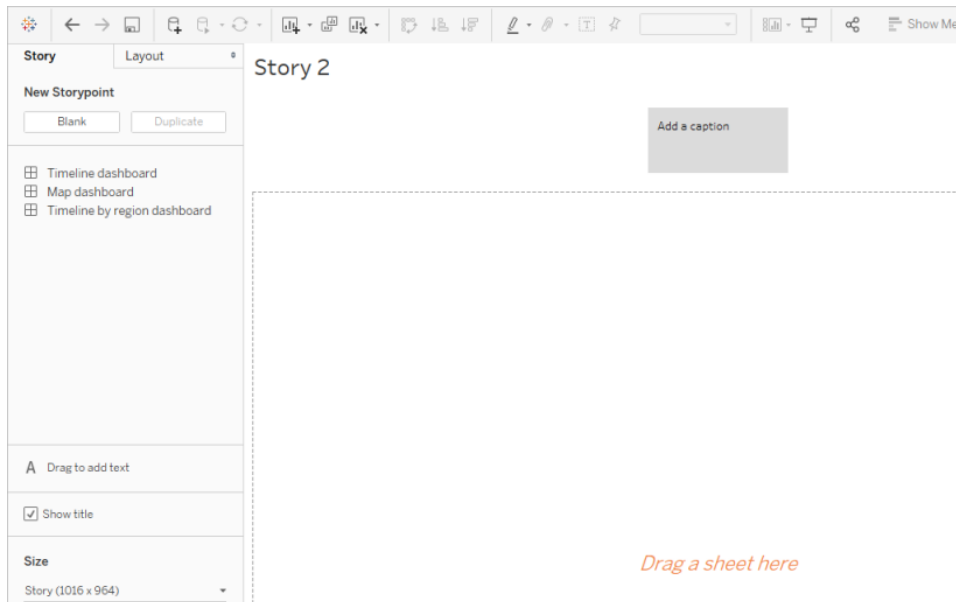 Show Me
Story
Layout
Story 2
New Storypoint
Blank
Duplicate
Add a caption
Timeline dashboard
Map dashboard
Timeline by region dashboard
A Drag to add text
Show title
Drag a sheet here
Size
Story (1016 x 964)